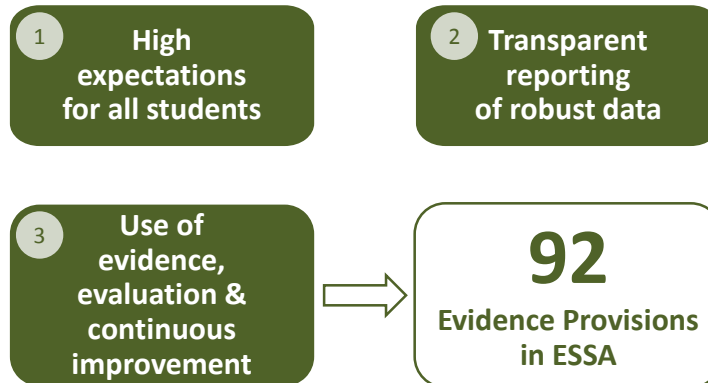 1
High
expectations
for all students
2
Transparent
reporting
of robust data
3
Use of
evidence,
evaluation &
continuous
improvement
92
Evidence Provisions
in ESSA